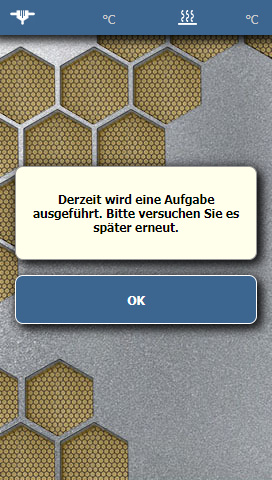 °C °C
Derzeit wird eine Aufgabe
ausgeführt. Bitte versuchen Sie es
später erneut.
OK